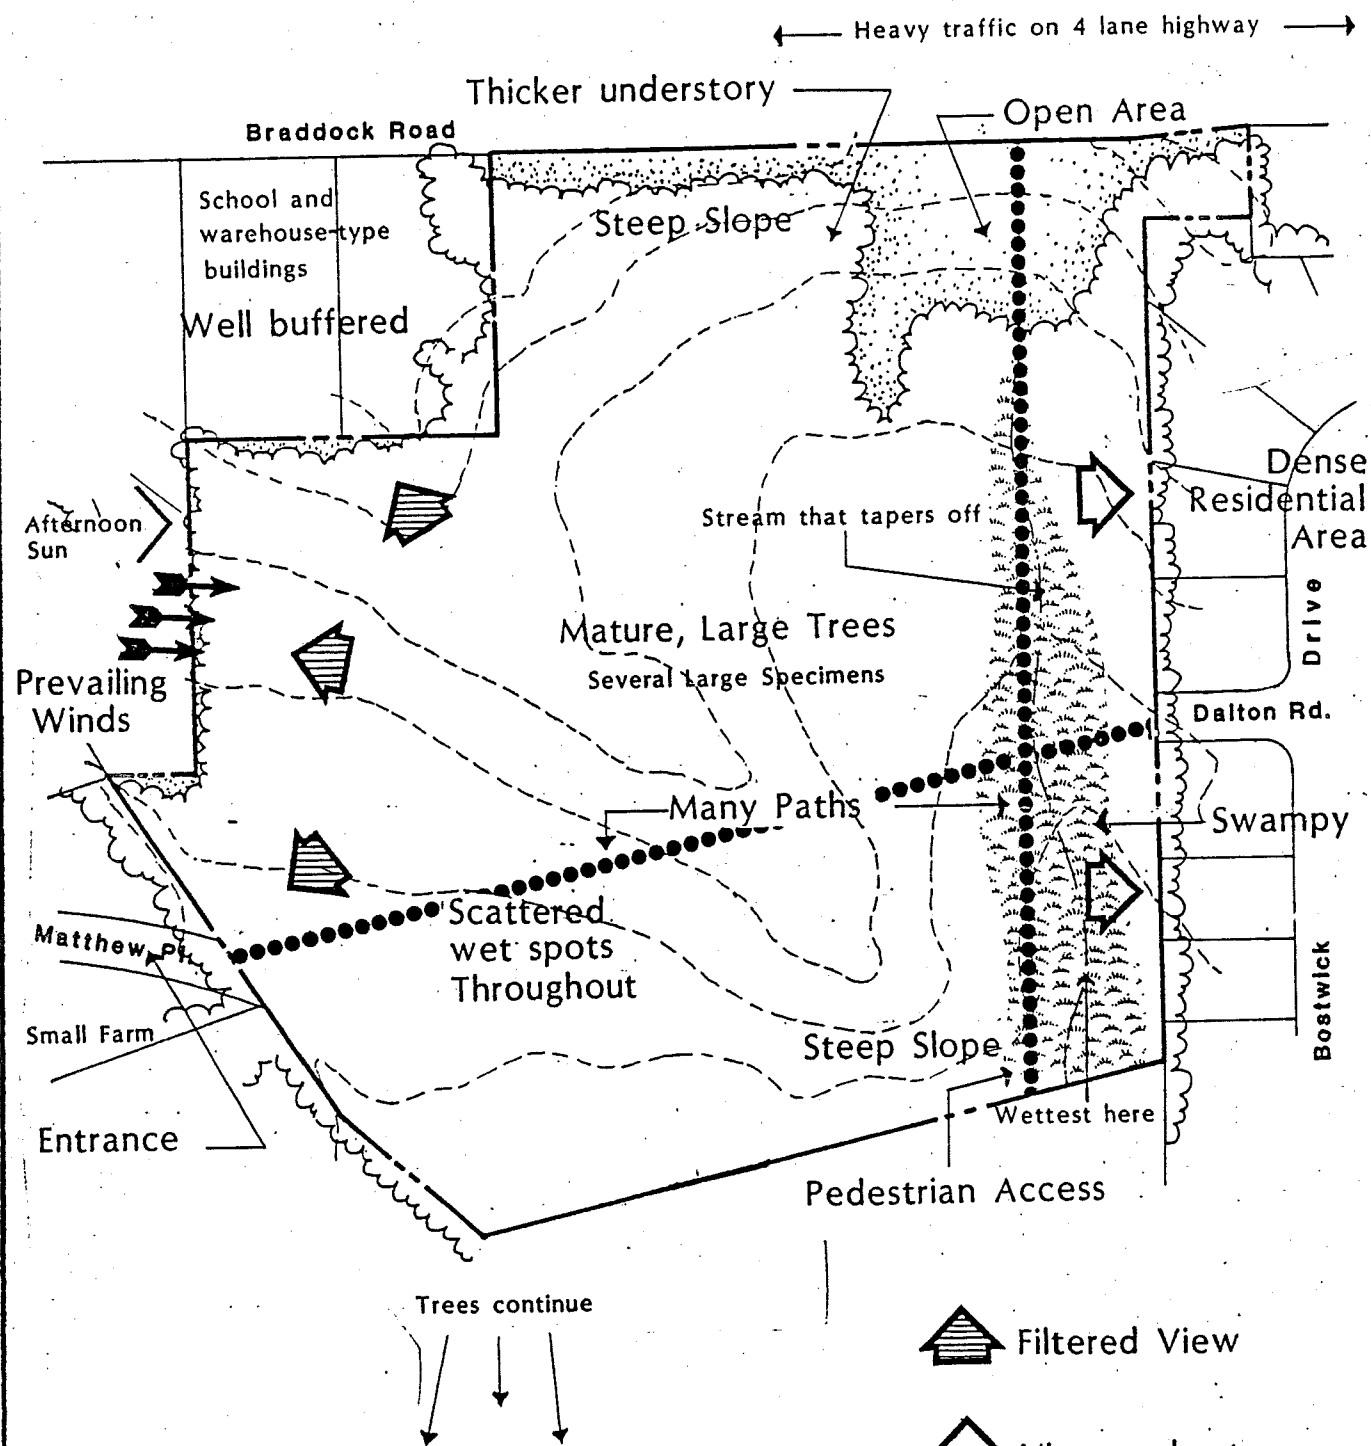 Heavy traffic on 4 lane highway
Thicker understory
Open Area
Braddock Road
School and
warehouse-type
buildings
Well buffered
Steep Slope
Dense
Residential
Area
Afternoon
Sun
Stream that tapers off
Drive
Mature, Large Trees
Several Large Specimens
Prevailing
Winds
Dalton Rd.
Many Paths
Swampy
Scattered
wet spots
Throughout
Matthew Pl.
Small Farm
Steep Slope
Bostwick
Entrance
Wettest here
Pedestrian Access
Trees continue
Filtered View